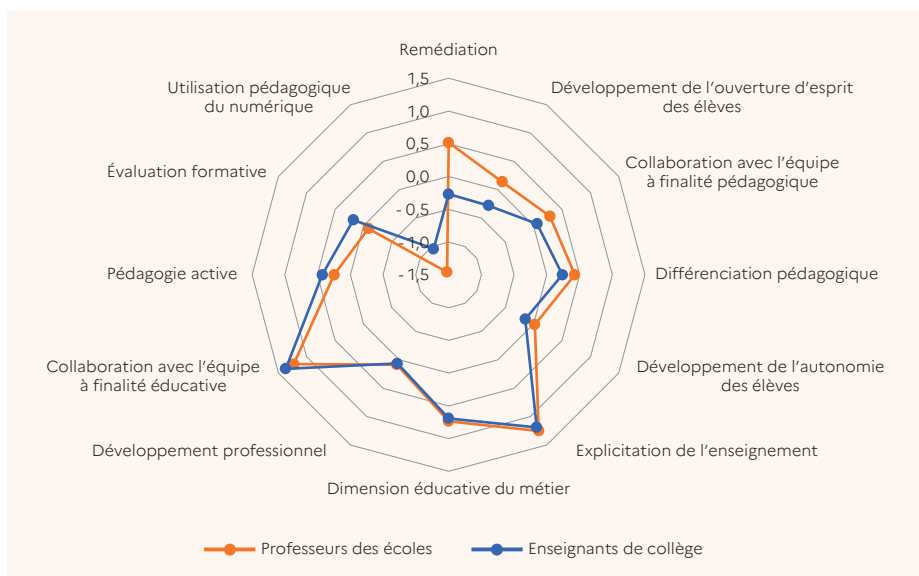 Remédiation
1,5
Développement de l'ouverture d'esprit
des élèves
Utilisation pédagogique
du numérique
1,0
0,5
Collaboration avec l'équipe
à finalité pédagogique
Évaluation formative
0,0
- 0,5
- 1,0
Différenciation pédagogique
Pédagogie active
- 1,5
Collaboration avec l'équipe
à finalité éducative
Développement de l'autonomie
des élèves
Développement professionnel
Explicitation de l'enseignement
Dimension éducative du métier
Professeurs des écoles
Enseignants de collège